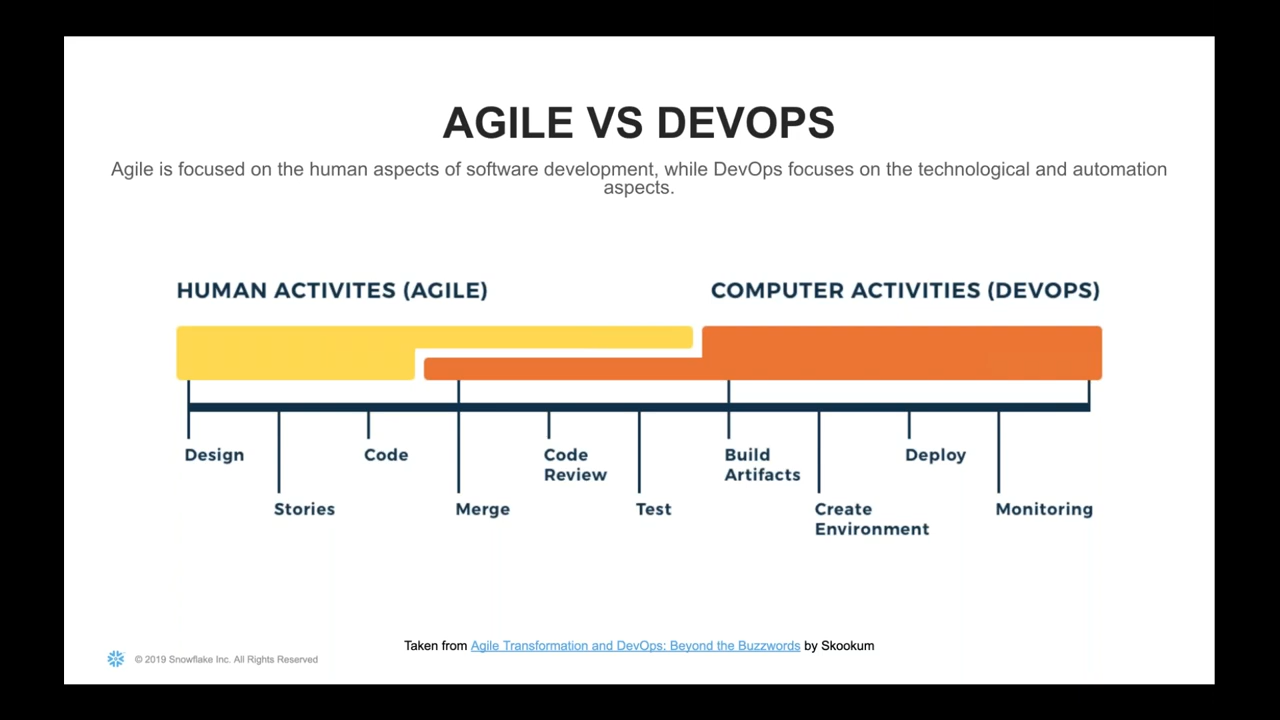 AGILE VS DEVOPS
Agile is focused on the human aspects of software development, while DevOps focuses on the technological and automation
aspects.
HUMAN ACTIVITES (AGILE)
COMPUTER ACTIVITIES (DEVOPS)
Design
Stories
Code
Merge
Code
Review
Test
Build
Artifacts
Create
Environment
Deploy
Monitoring
Taken from Agile Transformation and DevOps: Beyond the Buzzwords by Skookum
© 2019 Snowflake Inc. All Rights Reserved